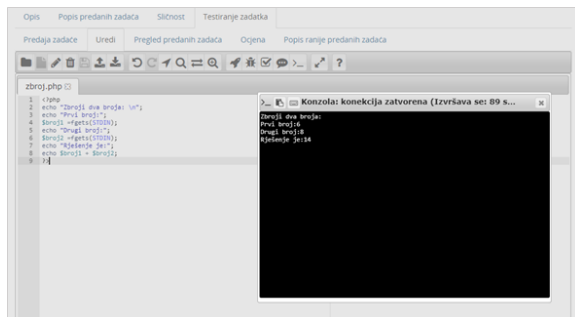 Opis Popis predanih zadaća Sličnost Testiranje zadatka
Predaja zadaće Uredi Pregled predanih zadaća Ocjena Popis ranije predanih zadaća
zbroj.php
1 <?php
2 echo "Zbroji dva broja: \n";
3 echo "Prvi broj:";
4 $broj1 =fgets(STDIN);
5 echo "Drugi broj:";
6 $broj2 =fgets(STDIN);
7 echo "Rješenje je:";
8 echo $broj1 + $broj2;
9 ?>
Konzola: konekcija zatvorena (Izvršava se: 89 s...
Zbroji dva broja:
Prvi broj:6
Drugi broj:8
Rješenje je:14